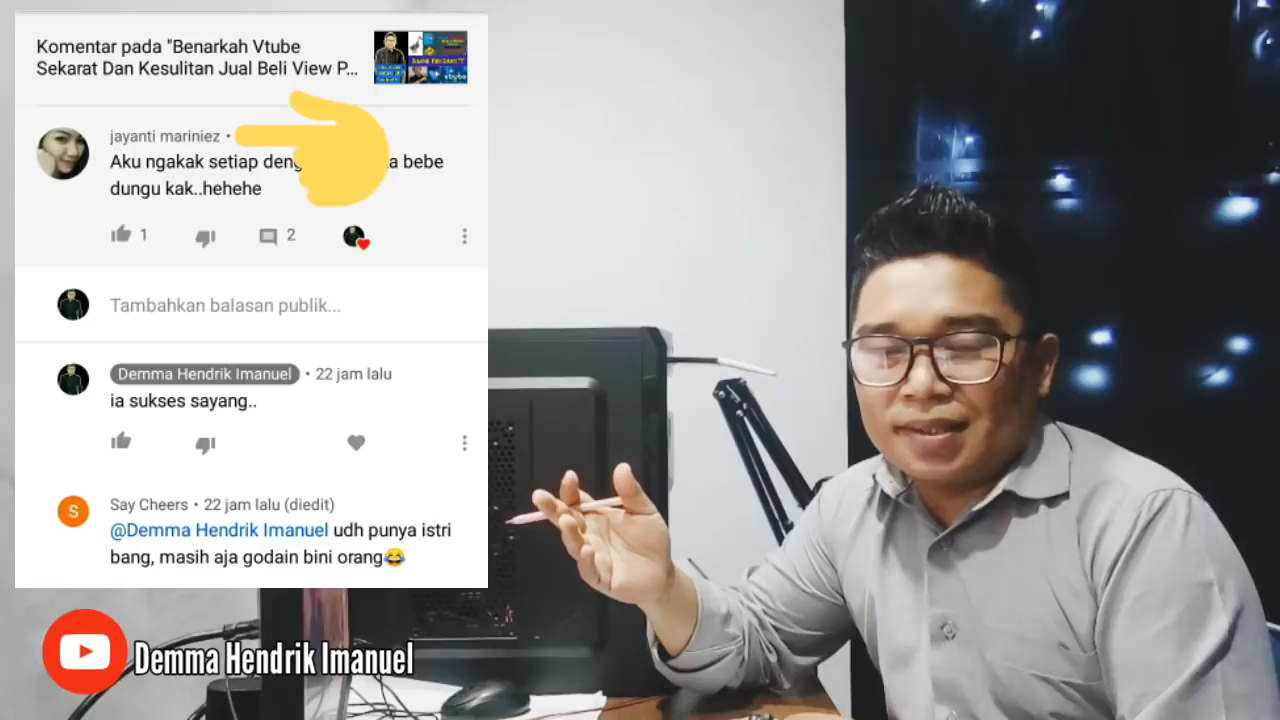 Komentar pada "Benarkah Vtube
Sekarat Dan Kesulitan Jual Beli View P...
jayanti mariniez •
Aku ngakak setiap deng a bebe
dungu kak..hehehe
1
2
Tambahkan balasan publik...
Demma Hendrik Imanuel • 22 jam lalu
ia sukses sayang..
S
Say Cheers • 22 jam lalu (diedit)
@Demma Hendrik Imanuel udh punya istri
bang, masih aja godain bini orang😂
Demma Hendrik Imanuel